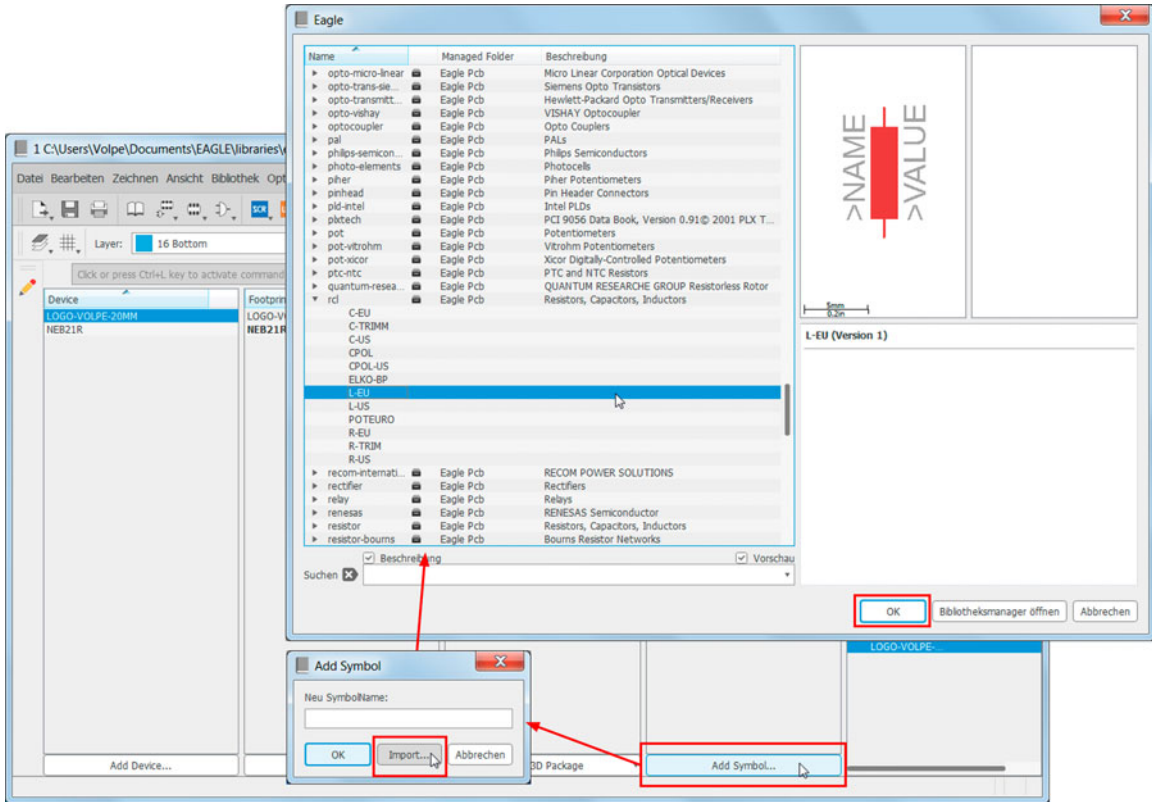 Eagle
Name Managed Folder Beschreibung
opto-micro-linear Eagle Pcb Micro Linear Corporation Optical Devices
opto-trans-sie... Eagle Pcb Siemens Opto Transistors
opto-transmitt... Eagle Pcb Hewlett-Packard Opto Transmitters/Receivers
opto-vishay Eagle Pcb VISHAY Optocoupler
optocoupler Eagle Pcb Opto Couplers
pal Eagle Pcb PALs
philips-semicon... Eagle Pcb Philips Semiconductors
photo-elements Eagle Pcb Photocells
piher Eagle Pcb Piher Potentiometers
pinhead Eagle Pcb Pin Header Connectors
pld-intel Eagle Pcb Intel PLDs
plxtech Eagle Pcb PCI 9056 Data Book, Version 0.91© 2001 PLX T...
pot Eagle Pcb Potentiometers
pot-vitrohm Eagle Pcb Vitrohm Potentiometers
pot-xicor Eagle Pcb Xicor Digitally-Controlled Potentiometers
ptc-ntc Eagle Pcb PTC and NTC Resistors
quantum-resea... Eagle Pcb QUANTUM RESEARCHE GROUP Resistorless Rotor
rcl Eagle Pcb Resistors, Capacitors, Inductors
C-EU
C-TRIMM
C-US
CPOL
CPOL-US
ELKO-BP
L-EU
L-US
POTEURO
R-EU
R-TRIM
R-US
recom-internati... Eagle Pcb RECOM POWER SOLUTIONS
rectifier Eagle Pcb Rectifiers
relay Eagle Pcb Relays
renesas Eagle Pcb RENESAS Semiconductor
resistor Eagle Pcb Resistors, Capacitors, Inductors
resistor-bourns Eagle Pcb Bourns Resistor Networks
Beschreibung Vorschau
Suchen
>NAME
>VALUE
5mm
0.2in
L-EU (Version 1)
OK Bibliotheksmanager öffnen Abbrechen
1 C:\Users\Volpe\Documents\EAGLE\libraries\
Datei Bearbeiten Zeichnen Ansicht Bibliothek Opt
SCR
Layer: 16 Bottom
Click or press Ctrl+L key to activate command
Device Footprin
LOGO-VOLPE-20MM LOGO-V
NEB21R NEB21R
LOGO-VOLPE-...
Add Symbol
Neu SymbolName:
OK Import... Abbrechen
Add Device... 3D Package Add Symbol...